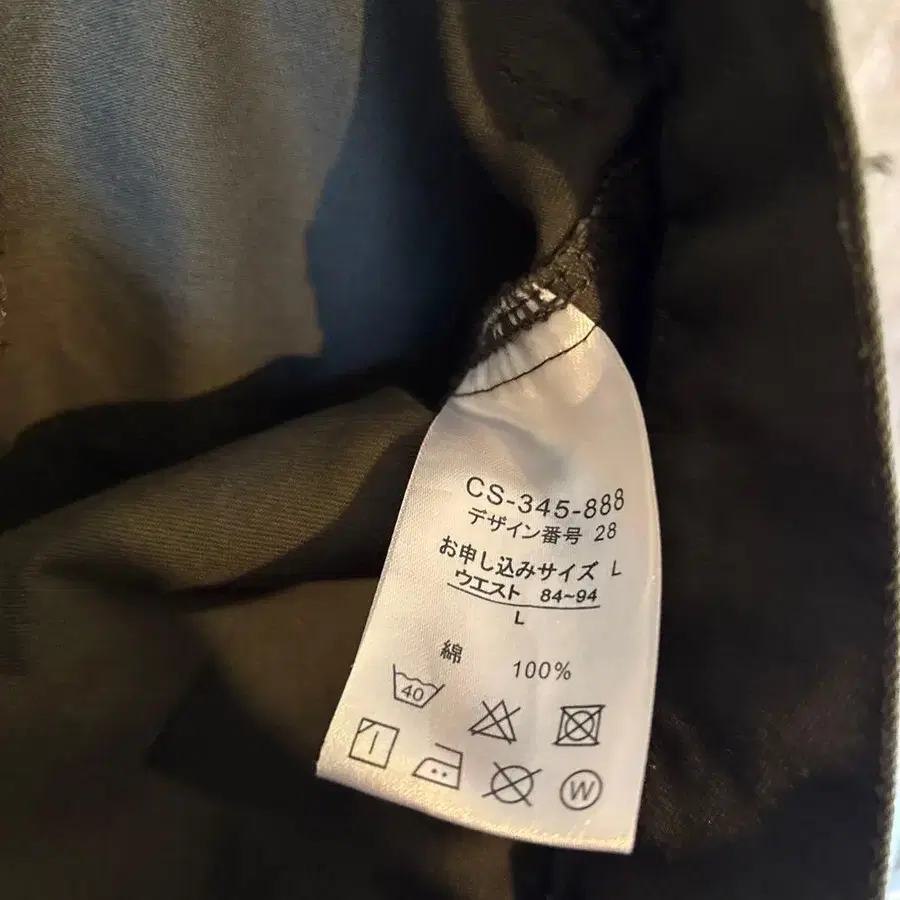 CS-345-888
デザイン番号 28
お申し込みサイズ L
ウエスト 84~94
L
綿 100%
40
W